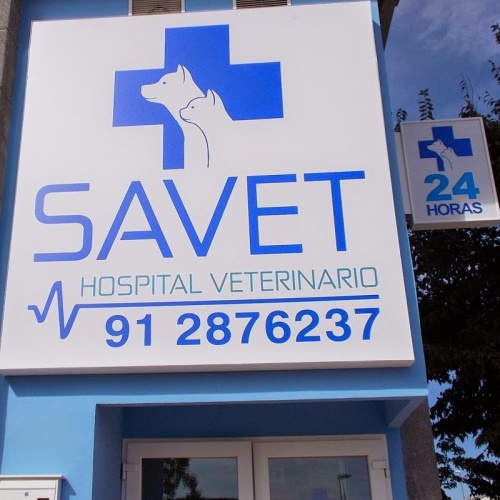 SAVET
HOSPITAL VETERINARIO
91 2876237
24
HORAS